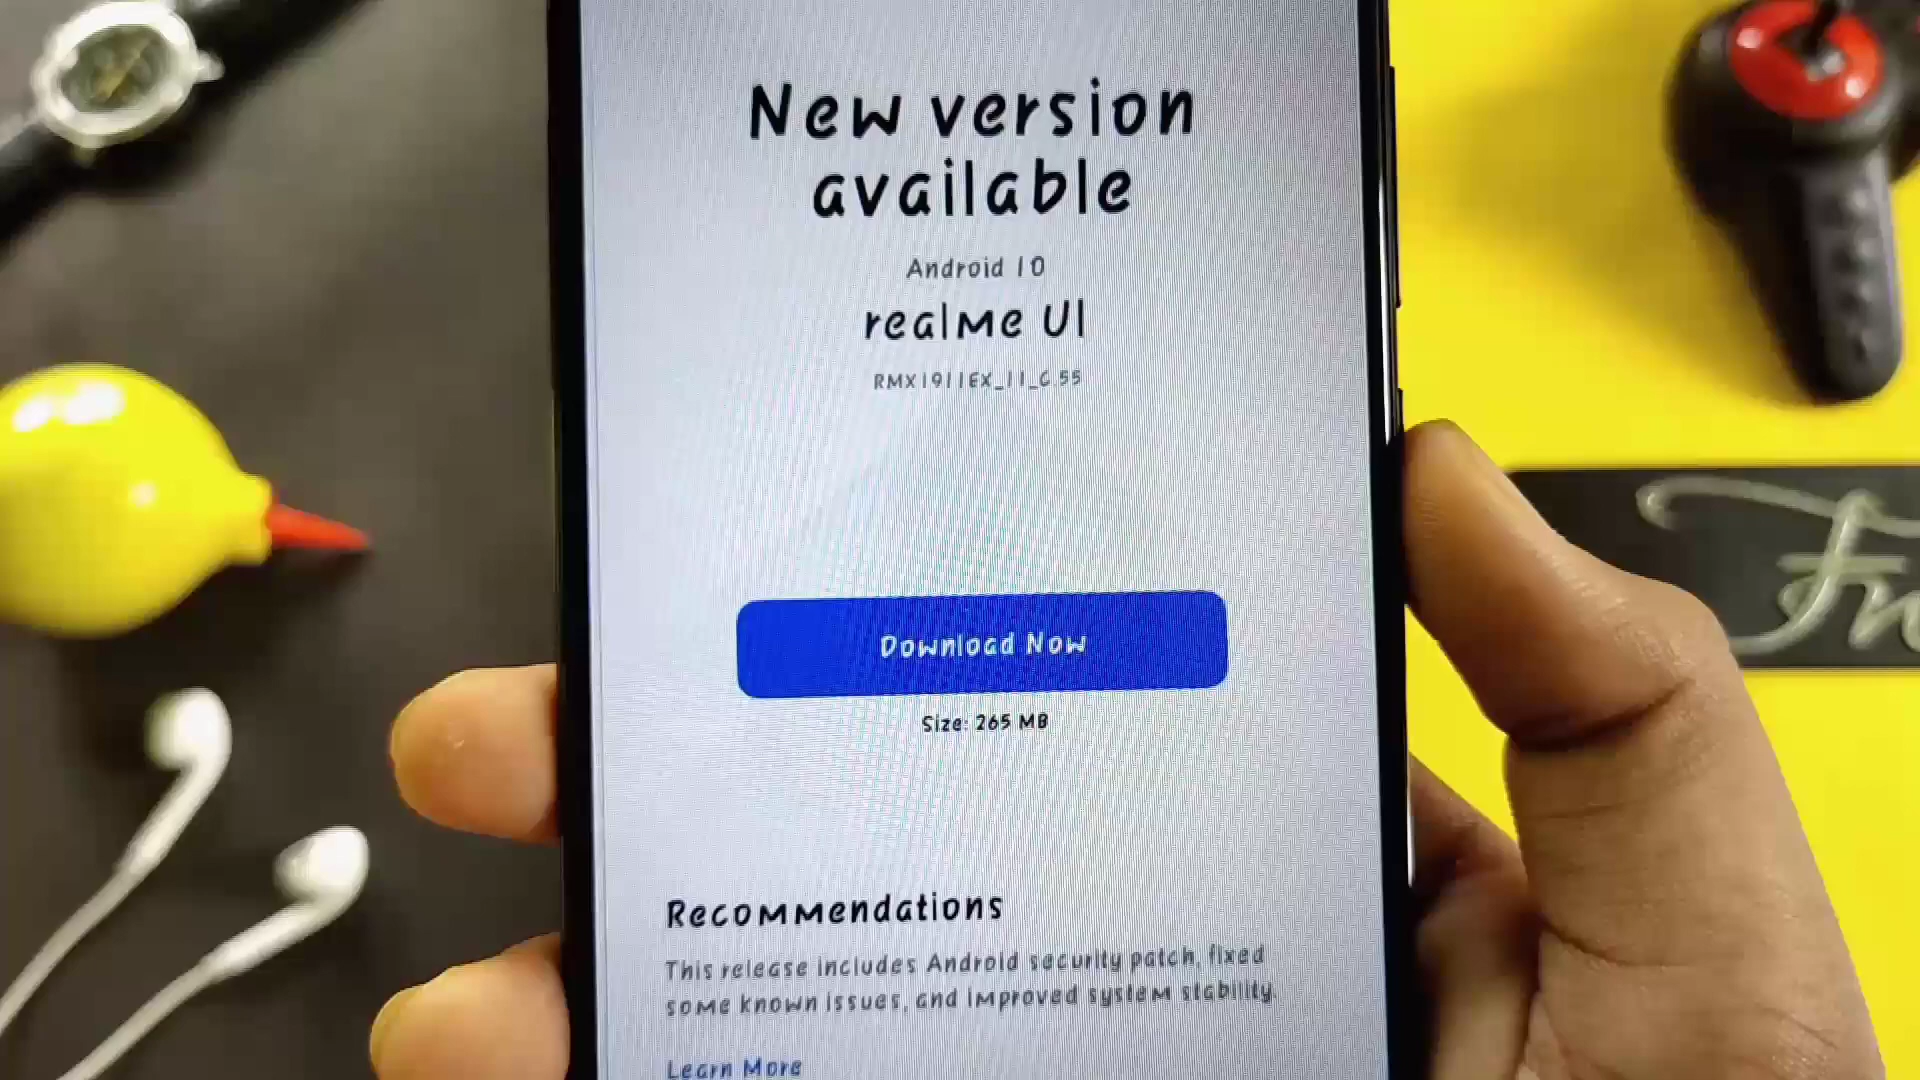 New version
available
Android 10
realme UI
RMX1911EX_11_C.55
Download Now
Size: 265 MB
Recommendations
This release includes Android security patch, fixed
some known issues, and improved system stability.
Learn More